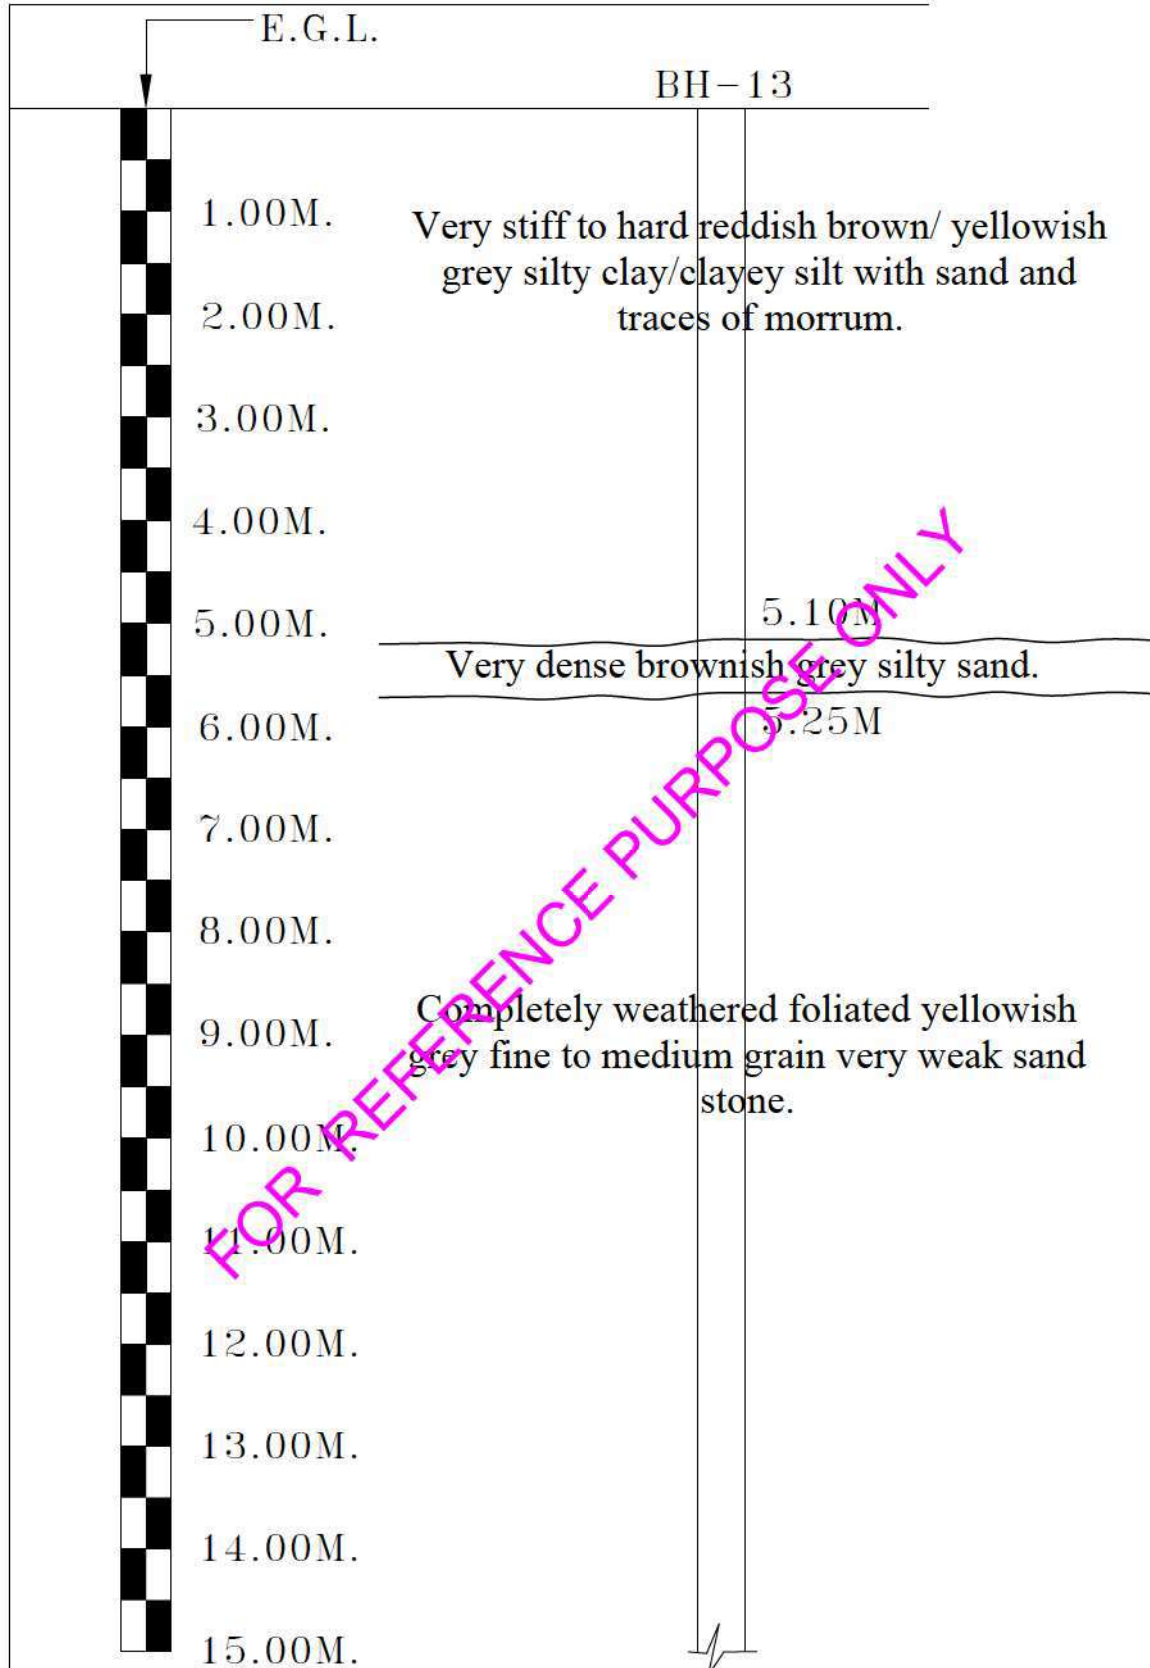 E.G.L.
BH-13
1.00M.
Very stiff to hard reddish brown/ yellowish
grey silty clay/clayey silt with sand and
traces of morrum.
2.00M.
3.00M.
4.00M.
5.00M.
5.10M
Very dense brownish grey silty sand.
5.25M
6.00M.
7.00M.
8.00M.
9.00M.
Completely weathered foliated yellowish
grey fine to medium grain very weak sand
stone.
10.00M.
11.00M.
12.00M.
13.00M.
14.00M.
15.00M.
FOR REFERENCE PURPOSE ONLY